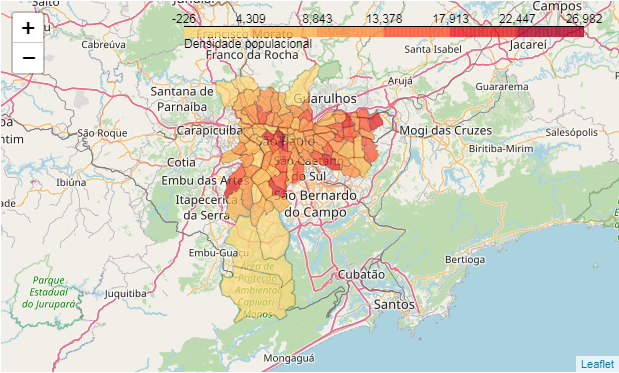 Salto
Jundiaí
-226 4,309 8,843 13,378 17,913 22,447 26,982
Campos
+
−
Cabreúva
Francisco Morato
Densidade populacional
Franco da Rocha
Santa Isabel
Jacareí
Arujá
Guararema
Santana de
Parnaíba
Guarulhos
São Roque
Carapicuíba
São Paulo
Mogi das Cruzes
Salesópolis
Biritiba-Mirim
Cotia
São Caetano
do Sul
Ibiúna
Embu das Artes
Itapecerica
da Serra
São Bernardo
do Campo
Embu-Guaçu
Área de
Proteção
Ambiental
Capivari
Monos
Cubatão
Bertioga
Parque
Estadual
do Jurupará
Juquitiba
Santos
Mongaguá
Leaflet